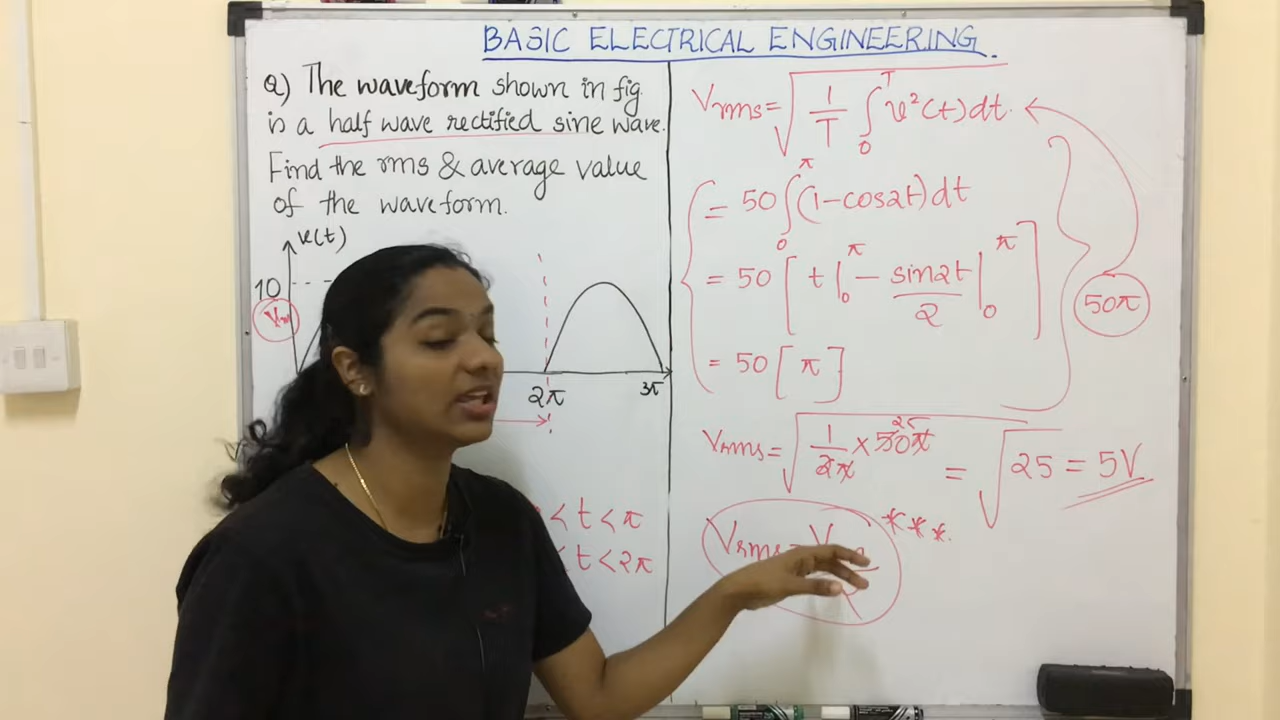 BASIC ELECTRICAL ENGINEERING.
Q) The waveform shown in fig
is a half wave rectified sine wave.
Find the rms & average value
of the waveform.
v(t)
10
2π
3π
< t < π
< t < 2π
Vrms = √(1/T ∫₀ᵀ v²(t) dt)
= 50 ∫₀^π (1-cos2t) dt
= 50 [ t |₀^π - sin2t/2 |₀^π ]
50π
= 50 [ π ]
Vrms = √(1/2π × 50π) = √25 = 5V
25
Vrms = ***